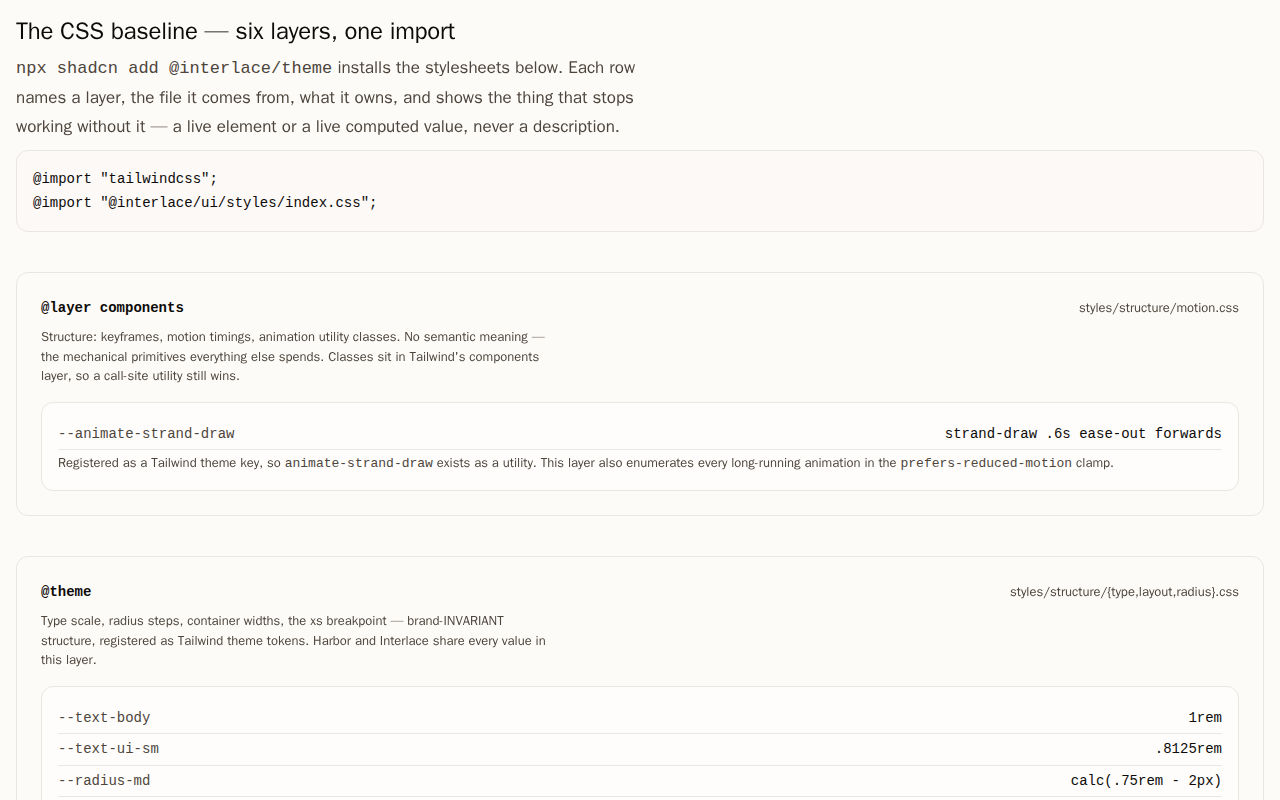 The CSS baseline — six layers, one import
npx shadcn add @interlace/theme installs the stylesheets below. Each row
names a layer, the file it comes from, what it owns, and shows the thing that stops
working without it — a live element or a live computed value, never a description.
@import "tailwindcss";
@import "@interlace/ui/styles/index.css";
@layer components
styles/structure/motion.css
Structure: keyframes, motion timings, animation utility classes. No semantic meaning —
the mechanical primitives everything else spends. Classes sit in Tailwind's components
layer, so a call-site utility still wins.
--animate-strand-draw
strand-draw .6s ease-out forwards
Registered as a Tailwind theme key, so animate-strand-draw exists as a utility. This layer also enumerates every long-running animation in the prefers-reduced-motion clamp.
@theme
styles/structure/{type,layout,radius}.css
Type scale, radius steps, container widths, the xs breakpoint — brand-INVARIANT
structure, registered as Tailwind theme tokens. Harbor and Interlace share every value in
this layer.
--text-body
1rem
--text-ui-sm
.8125rem
--radius-md
calc(.75rem - 2px)